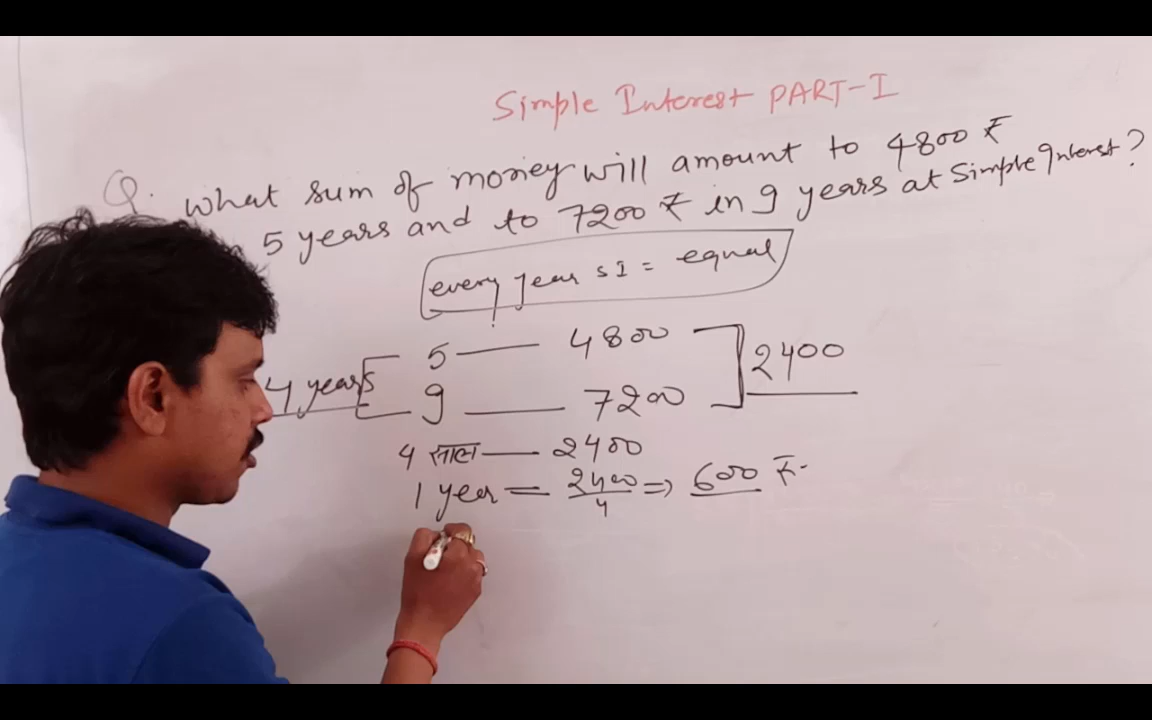 Simple Interest PART-I
Q. What sum of money will amount to 4800 ₹
5 years and to 7200 ₹ in 9 years at Simple Interest?
every year SI = equal
5 — 4800
4 years
2400
9 — 7200
4 साल — 2400
1 year = 2400/4 ⇒ 600 ₹.